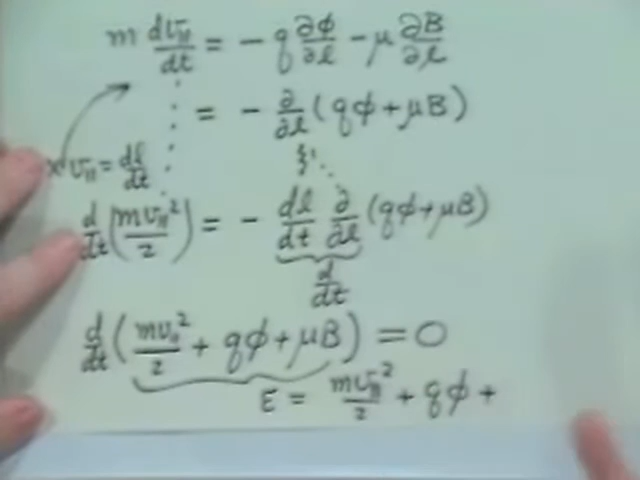 m dv∥/dt = - q ∂φ/∂l - μ ∂B/∂l
= - ∂/∂l (qφ + μB)
x v∥ = dl/dt
d/dt (mv∥²/2) = - dl/dt ∂/∂l (qφ + μB)
d/dt
d/dt (mv∥²/2 + qφ + μB) = 0
ε = mv∥²/2 + qφ +